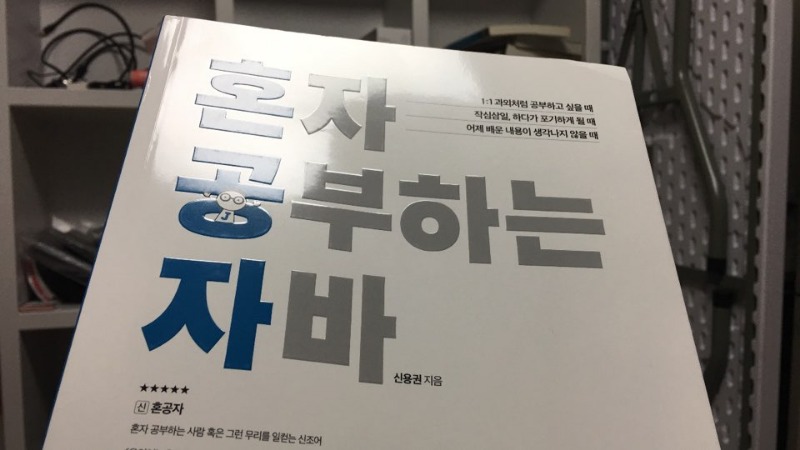 혼자
1:1 과외처럼 공부하고 싶을 때
작심삼일, 하다가 포기하게 될 때
어제 배운 내용이 생각나지 않을 때
공부하는
J
자바
신용권 지음
★★★★★
신 혼공자
혼자 공부하는 사람 혹은 그런 무리를 일컫는 신조어